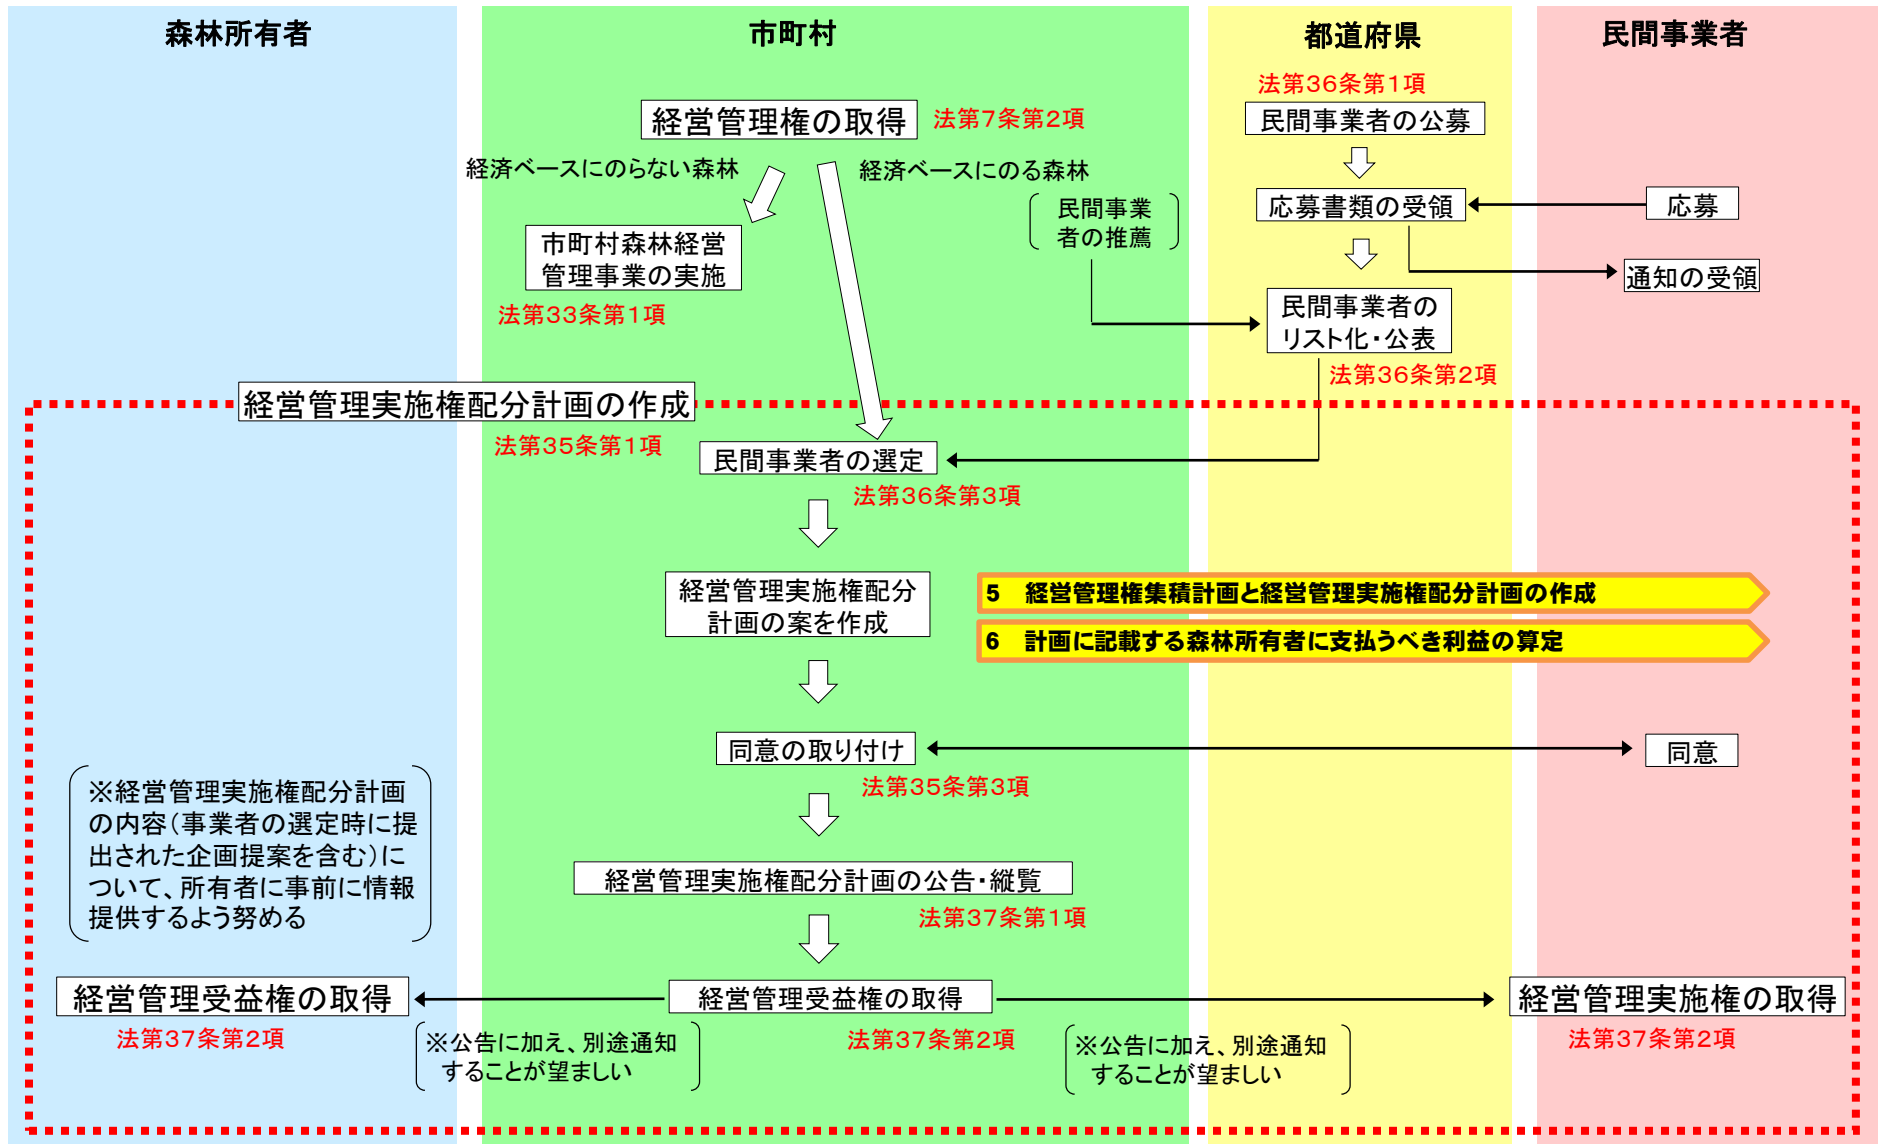 森林所有者
市町村
都道府県
民間事業者
法第36条第1項
経営管理権の取得
法第7条第2項
民間事業者の公募
経済ベースにのらない森林
経済ベースにのる森林
民間事業
者の推薦
応募書類の受領
応募
市町村森林経営
管理事業の実施
通知の受領
法第33条第1項
民間事業者の
リスト化・公表
法第36条第2項
経営管理実施権配分計画の作成
法第35条第1項
民間事業者の選定
法第36条第3項
経営管理実施権配分
計画の案を作成
5 経営管理権集積計画と経営管理実施権配分計画の作成
6 計画に記載する森林所有者に支払うべき利益の算定
同意の取り付け
同意
法第35条第3項
※経営管理実施権配分計画
の内容(事業者の選定時に提
出された企画提案を含む)に
ついて、所有者に事前に情報
提供するよう努める
経営管理実施権配分計画の公告・縦覧
法第37条第1項
経営管理受益権の取得
経営管理受益権の取得
経営管理実施権の取得
法第37条第2項
※公告に加え、別途通知
することが望ましい
法第37条第2項
※公告に加え、別途通知
することが望ましい
法第37条第2項